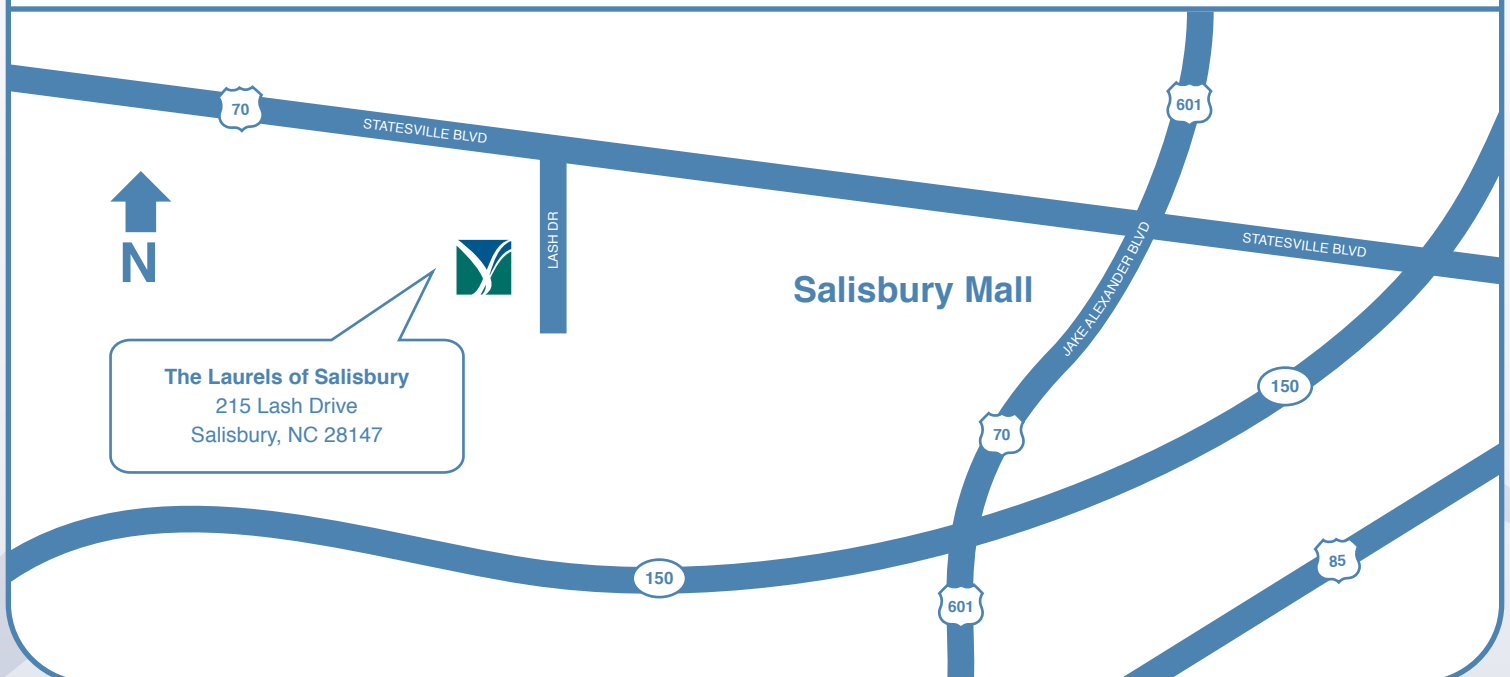 601
70
STATESVILLE BLVD
N
LASH DR
Salisbury Mall
JAKE ALEXANDER BLVD
STATESVILLE BLVD
The Laurels of Salisbury
215 Lash Drive
Salisbury, NC 28147
150
70
150
601
85